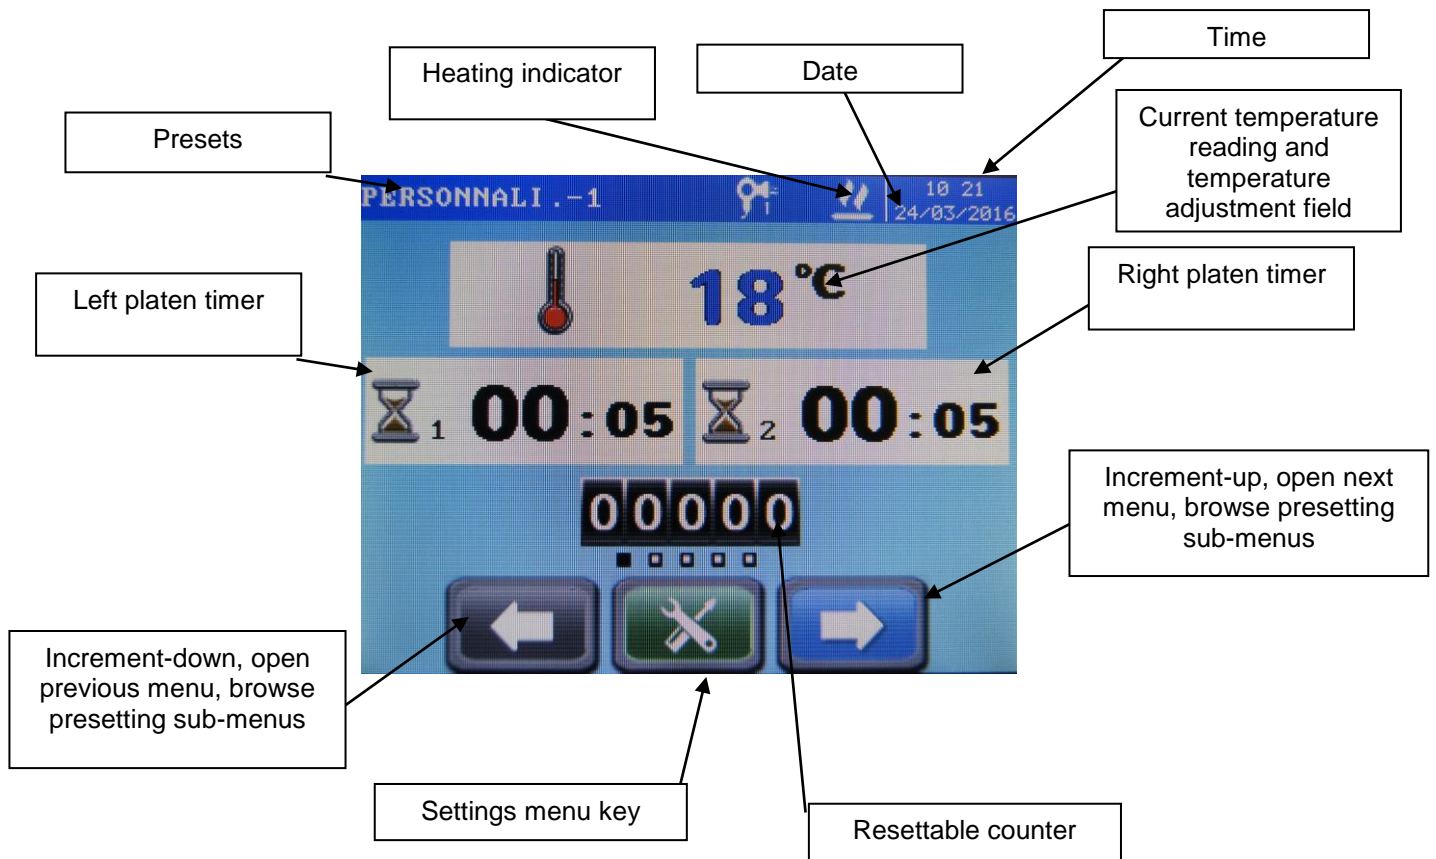 Time
Heating indicator
Date
Current temperature
reading and
temperature
adjustment field
Presets
PERSONNALI.-1
1
10 21
24/03/2016
18°C
Left platen timer
Right platen timer
1 00:05
2 00:05
00000
Increment-up, open next
menu, browse presetting
sub-menus
Increment-down, open
previous menu, browse
presetting sub-menus
Settings menu key
Resettable counter